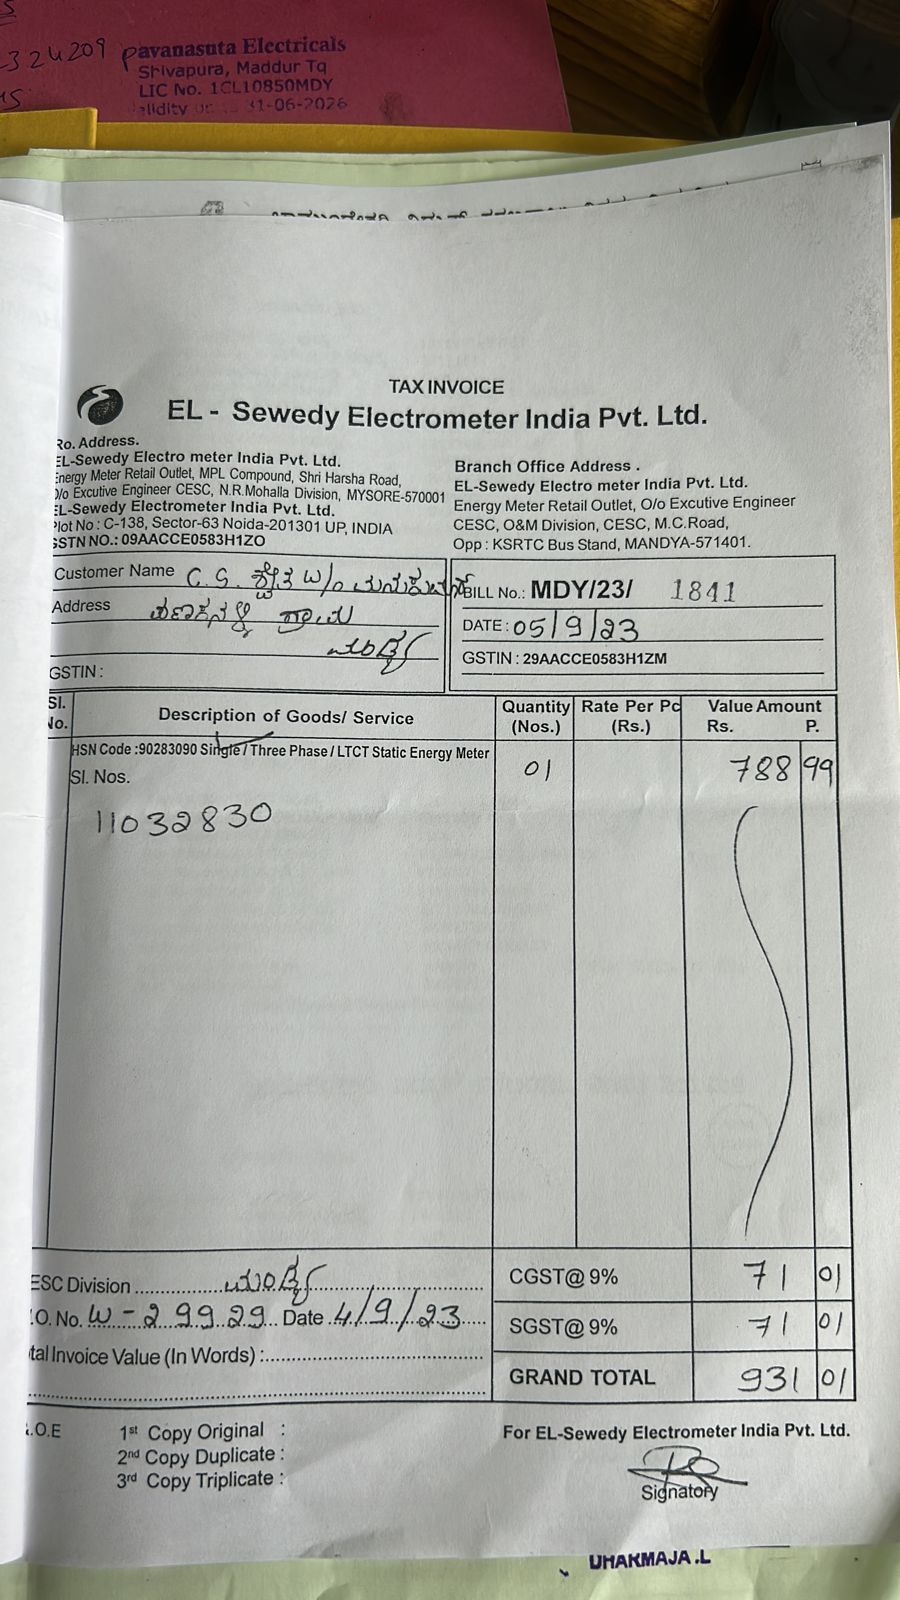 324209
Pavanasuta Electricals
Shivapura, Maddur Tq
LIC No. 1CL10850MDY
31-06-2026
TAX INVOICE
EL - Sewedy Electrometer India Pvt. Ltd.
Ro. Address.
EL-Sewedy Electro meter India Pvt. Ltd.
Energy Meter Retail Outlet, MPL Compound, Shri Harsha Road,
O/o Excutive Engineer CESC, N.R.Mohalla Division, MYSORE-570001
EL-Sewedy Electrometer India Pvt. Ltd.
Plot No : C-138, Sector-63 Noida-201301 UP, INDIA
GSTN NO.: 09AACCE0583H1ZO
Branch Office Address .
EL-Sewedy Electro meter India Pvt. Ltd.
Energy Meter Retail Outlet, O/o Excutive Engineer
CESC, O&M Division, CESC, M.C.Road,
Opp : KSRTC Bus Stand, MANDYA-571401.
Customer Name C.G. W/o
Address
ಮಂಡ್ಯ
GSTIN :
BILL No.: MDY/23/ 1841
DATE : 05/9/23
GSTIN : 29AACCE0583H1ZM
Sl. No. Description of Goods/ Service Quantity (Nos.) Rate Per Pc (Rs.) Value Amount Rs. P.
HSN Code :90283090 Single / Three Phase / LTCT Static Energy Meter 01 788 99
Sl. Nos.
11032830
ESC Division ಮಂಡ್ಯ
.O. No. W-29929 Date 4/9/23
tal Invoice Value (In Words) :
CGST@ 9% 71 01
SGST@ 9% 71 01
GRAND TOTAL 931 01
.O.E
1st Copy Original :
2nd Copy Duplicate :
3rd Copy Triplicate :
For EL-Sewedy Electrometer India Pvt. Ltd.
Signatory
DHARMAJA.L